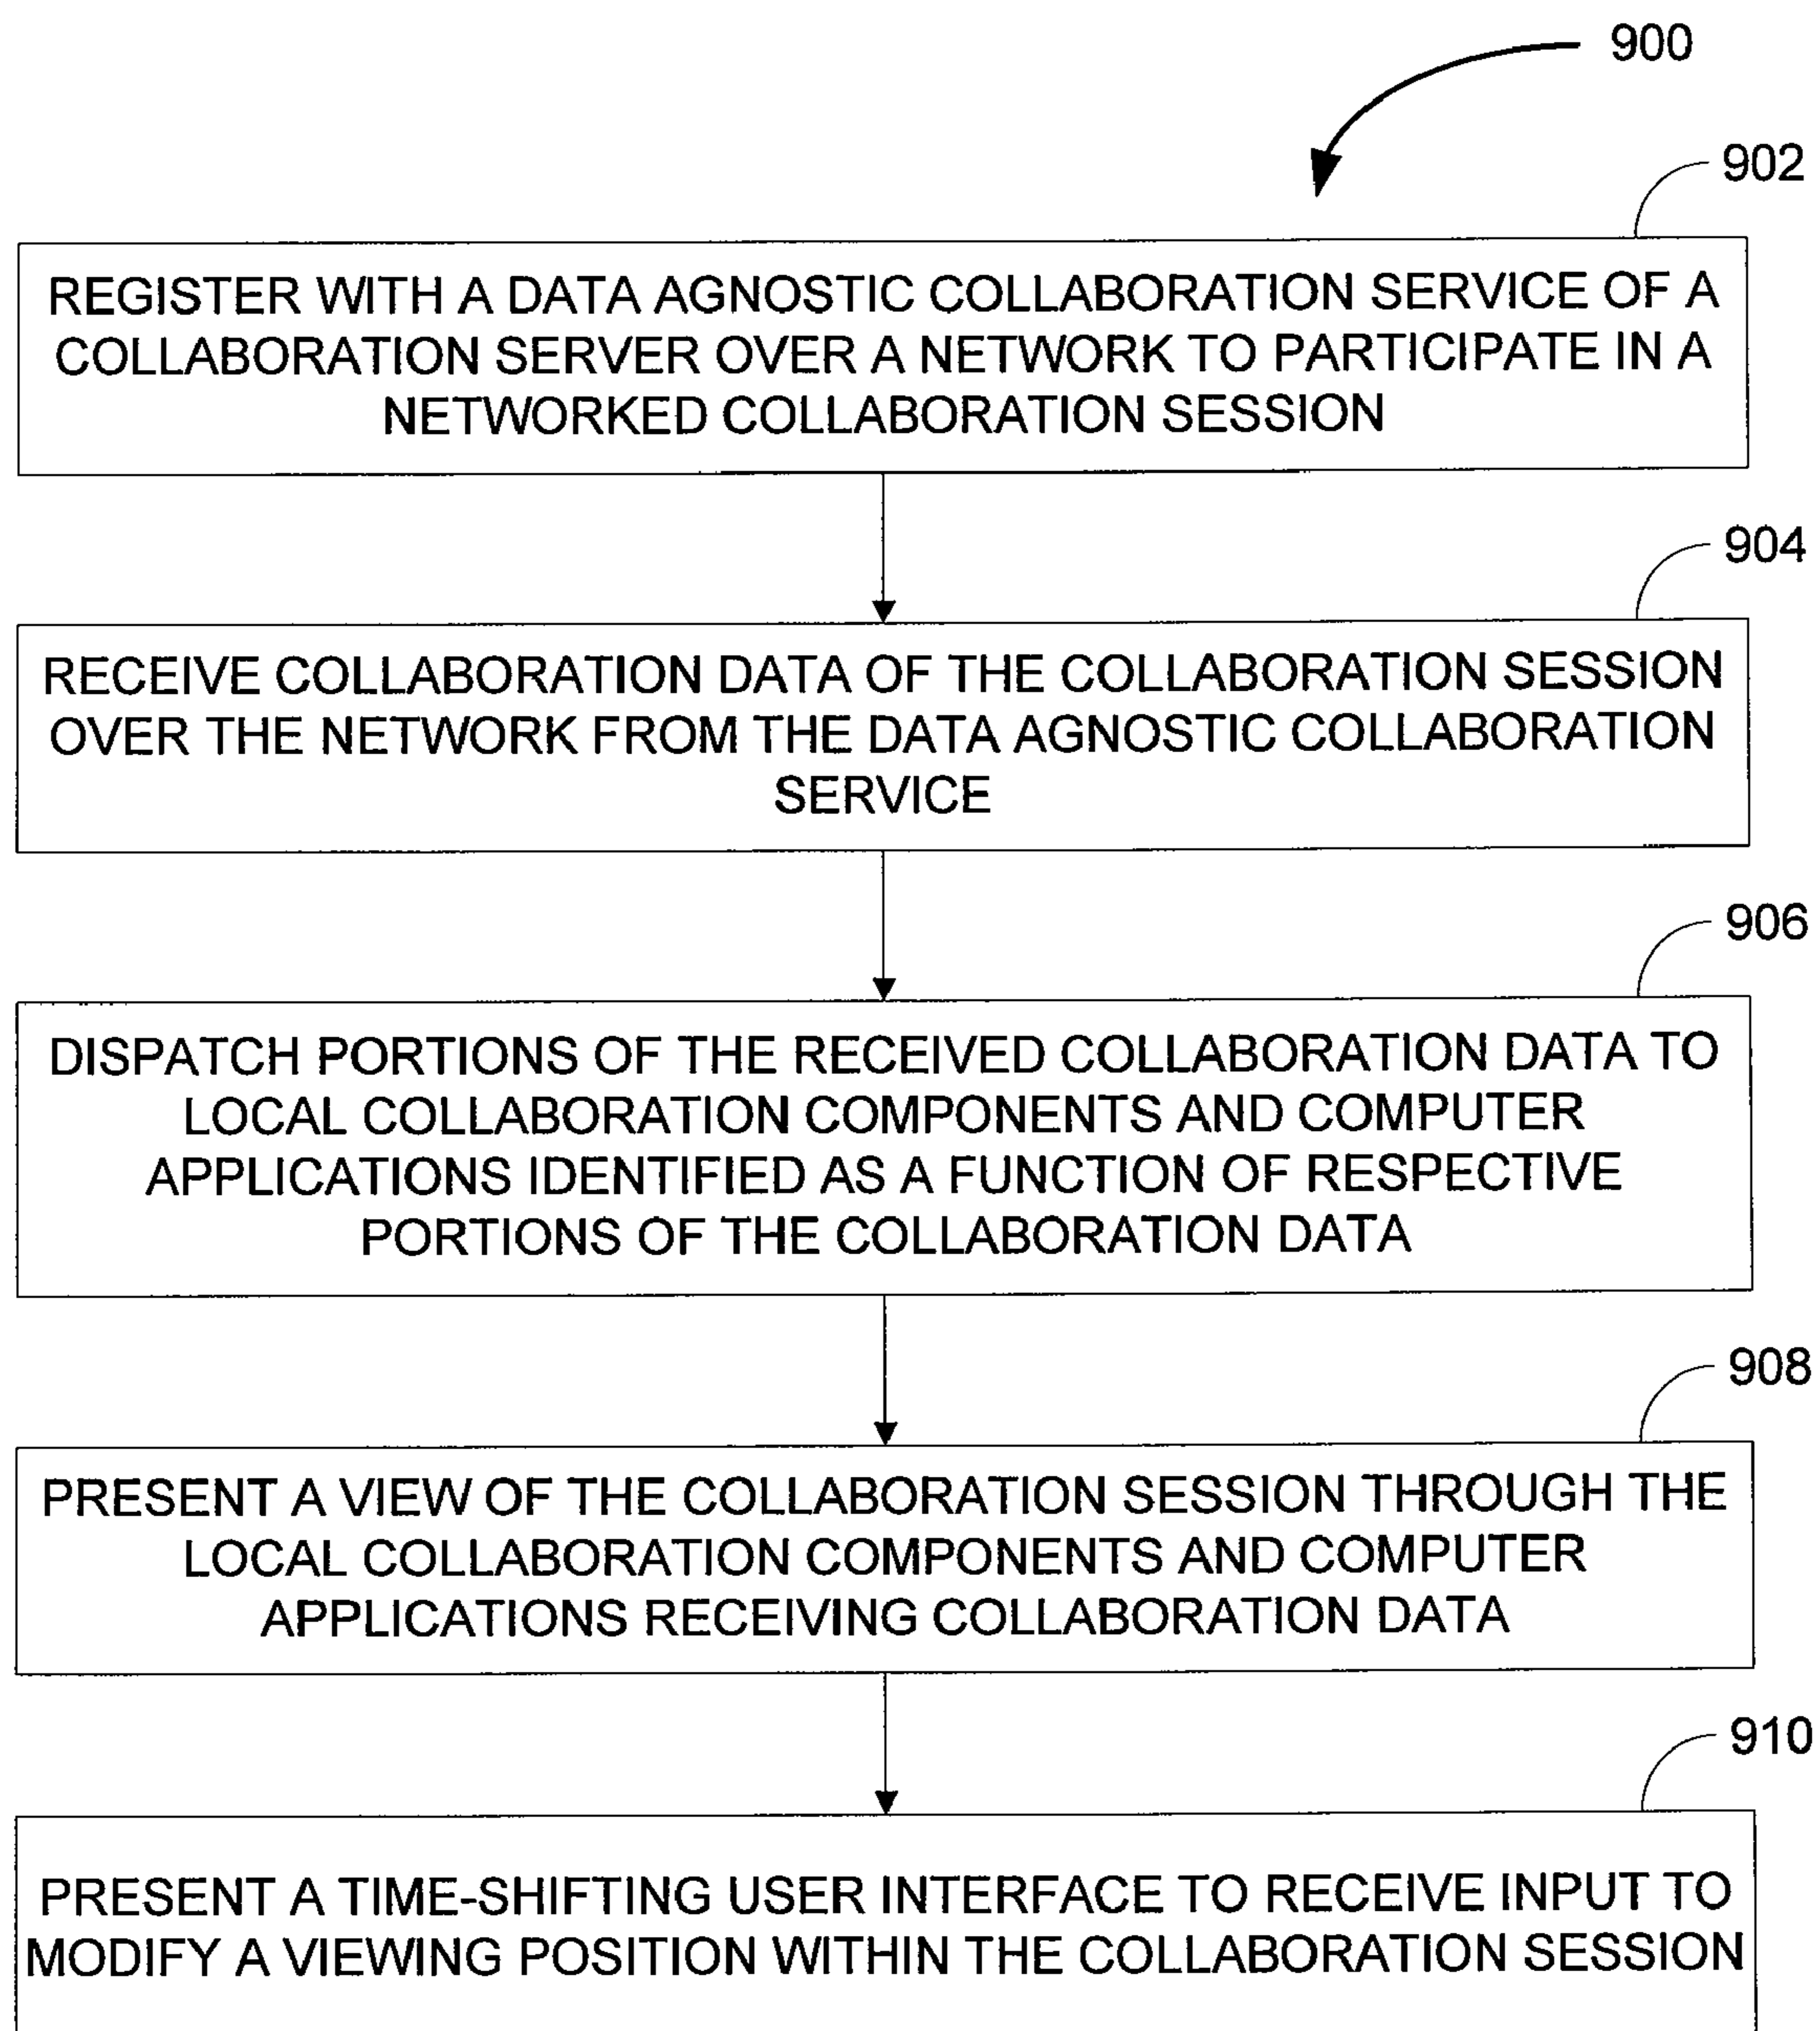 900
902
REGISTER WITH A DATA AGNOSTIC COLLABORATION SERVICE OF A
COLLABORATION SERVER OVER A NETWORK TO PARTICIPATE IN A
NETWORKED COLLABORATION SESSION
904
RECEIVE COLLABORATION DATA OF THE COLLABORATION SESSION
OVER THE NETWORK FROM THE DATA AGNOSTIC COLLABORATION
SERVICE
906
DISPATCH PORTIONS OF THE RECEIVED COLLABORATION DATA TO
LOCAL COLLABORATION COMPONENTS AND COMPUTER
APPLICATIONS IDENTIFIED AS A FUNCTION OF RESPECTIVE
PORTIONS OF THE COLLABORATION DATA
908
PRESENT A VIEW OF THE COLLABORATION SESSION THROUGH THE
LOCAL COLLABORATION COMPONENTS AND COMPUTER
APPLICATIONS RECEIVING COLLABORATION DATA
910
PRESENT A TIME-SHIFTING USER INTERFACE TO RECEIVE INPUT TO
MODIFY A VIEWING POSITION WITHIN THE COLLABORATION SESSION